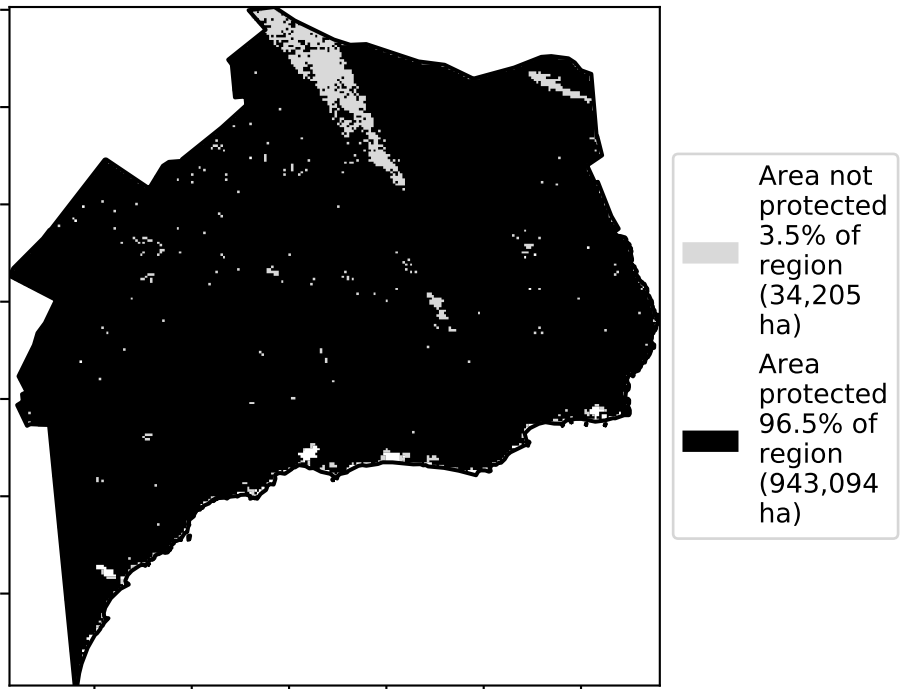 Area not
protected
3.5% of
region
(34,205
ha)
Area
protected
96.5% of
region
(943,094
ha)